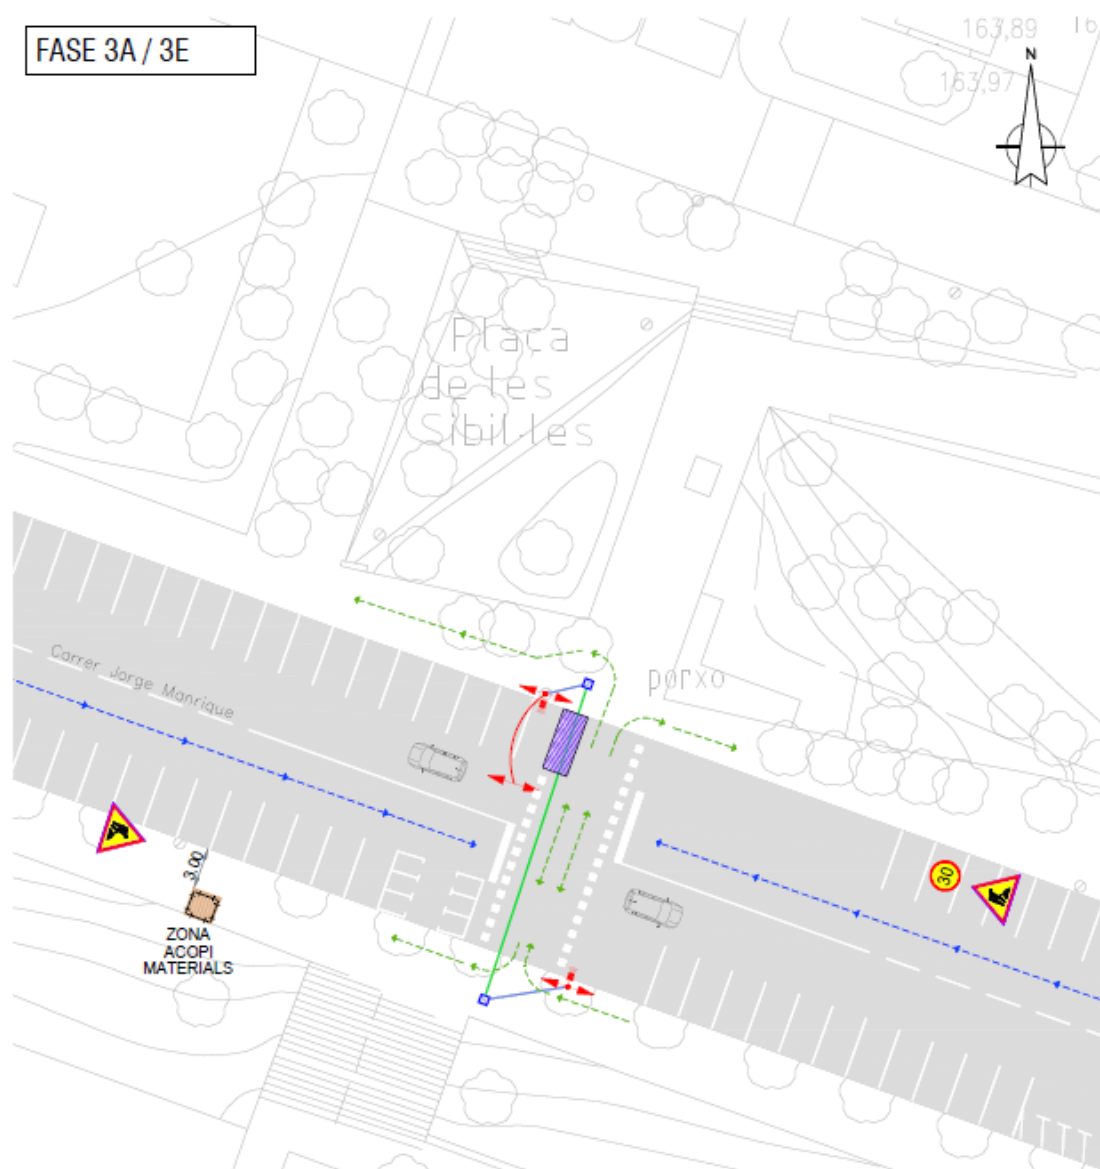 FASE 3A / 3E
163,89
16
163,97
N
Plaça
de les
Sibil·les
Carrer Jorge Manrique
porxo
3.00
30
ZONA
ACOPI
MATERIALS